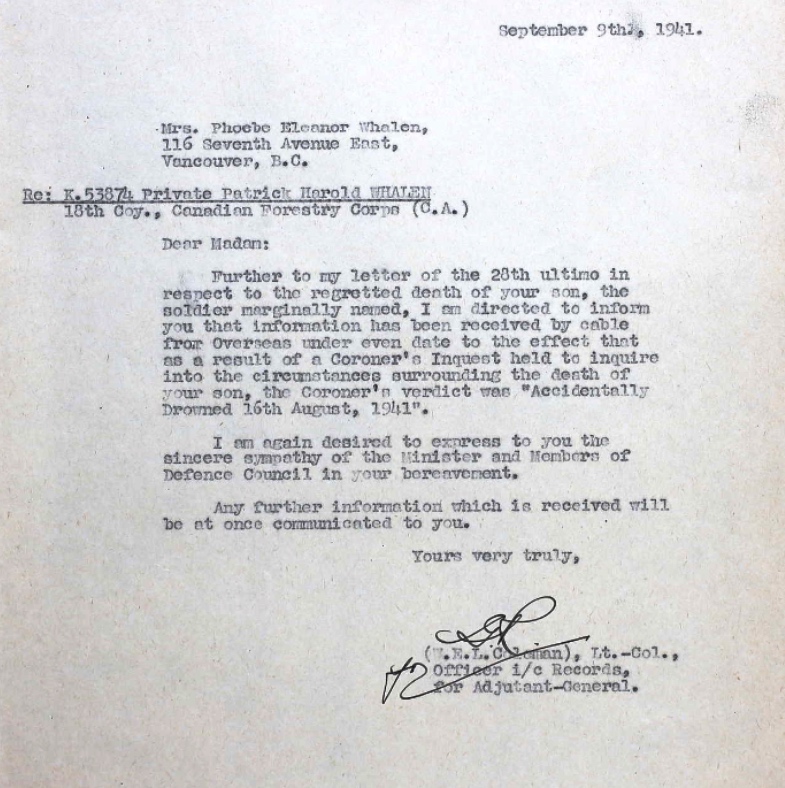 September 9th, 1941.
Mrs. Phoebe Eleanor Whalen,
116 Seventh Avenue East,
Vancouver, B.C.
Re: K.53874 Private Patrick Harold WHALEN
18th Coy., Canadian Forestry Corps (C.A.)
Dear Madam:
Further to my letter of the 28th ultimo in
respect to the regretted death of your son, the
soldier marginally named, I am directed to inform
you that information has been received by cable
from Overseas under even date to the effect that
as a result of a Coroner's Inquest held to inquire
into the circumstances surrounding the death of
your son, the Coroner's verdict was "Accidentally
Drowned 16th August, 1941".
I am again desired to express to you the
sincere sympathy of the Minister and Members of
Defence Council in your bereavement.
Any further information which is received will
be at once communicated to you.
Yours very truly,
(W.E.L.Coleman), Lt.-Col.,
Officer i/c Records,
for Adjutant-General.